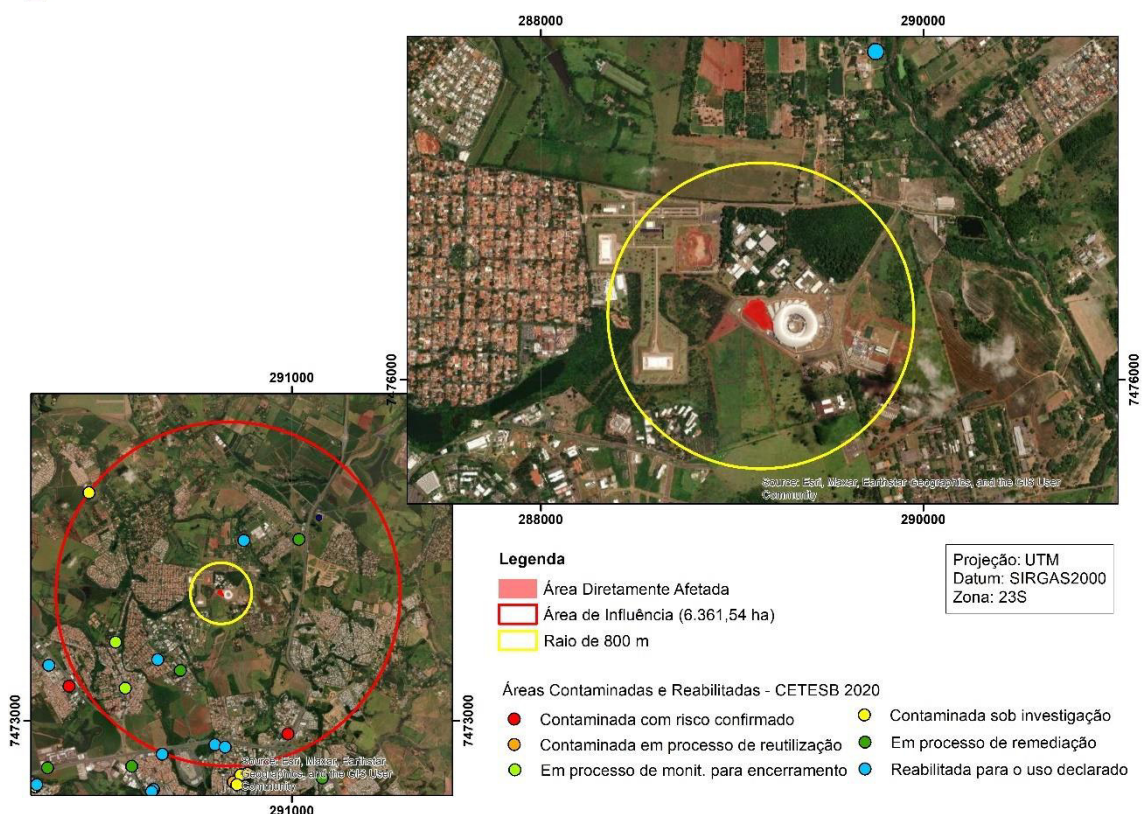 288000
290000
7476000
7476000
Source: Esri, Maxar, Earthstar Geographics, and the GIS User
Community
288000
290000
291000
7473000
7473000
Source: Esri, Maxar, Earthstar
Geographics, and the GIS User
Community
291000
Legenda
Área Diretamente Afetada
Área de Influência (6.361,54 ha)
Raio de 800 m
Projeção: UTM
Datum: SIRGAS2000
Zona: 23S
Áreas Contaminadas e Reabilitadas - CETESB 2020
Contaminada com risco confirmado
Contaminada em processo de reutilização
Em processo de monit. para encerramento
Contaminada sob investigação
Em processo de remediação
Reabilitada para o uso declarado